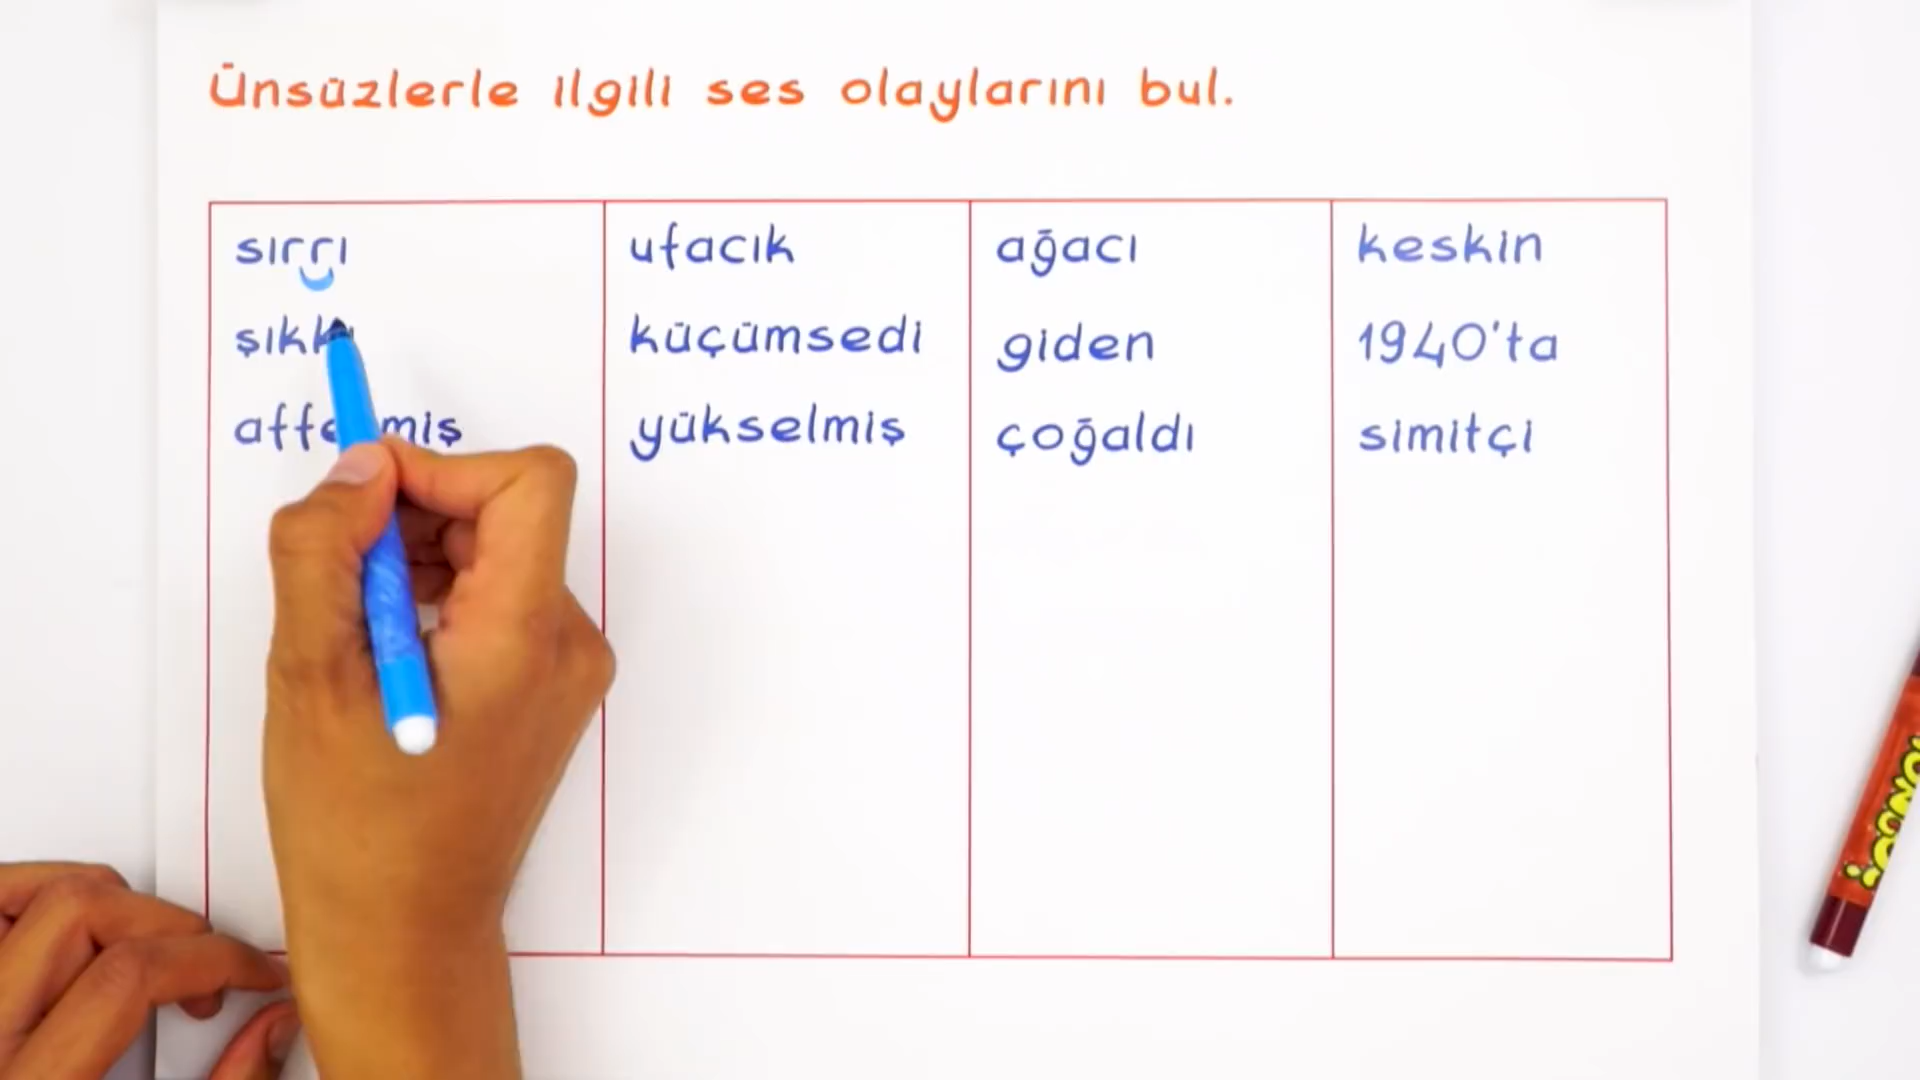 Ünsüzlerle ilgili ses olaylarını bul.
sırrı ufacık ağacı keskin
küçümsedi giden 1940'ta
yükselmiş çoğaldı simitçi